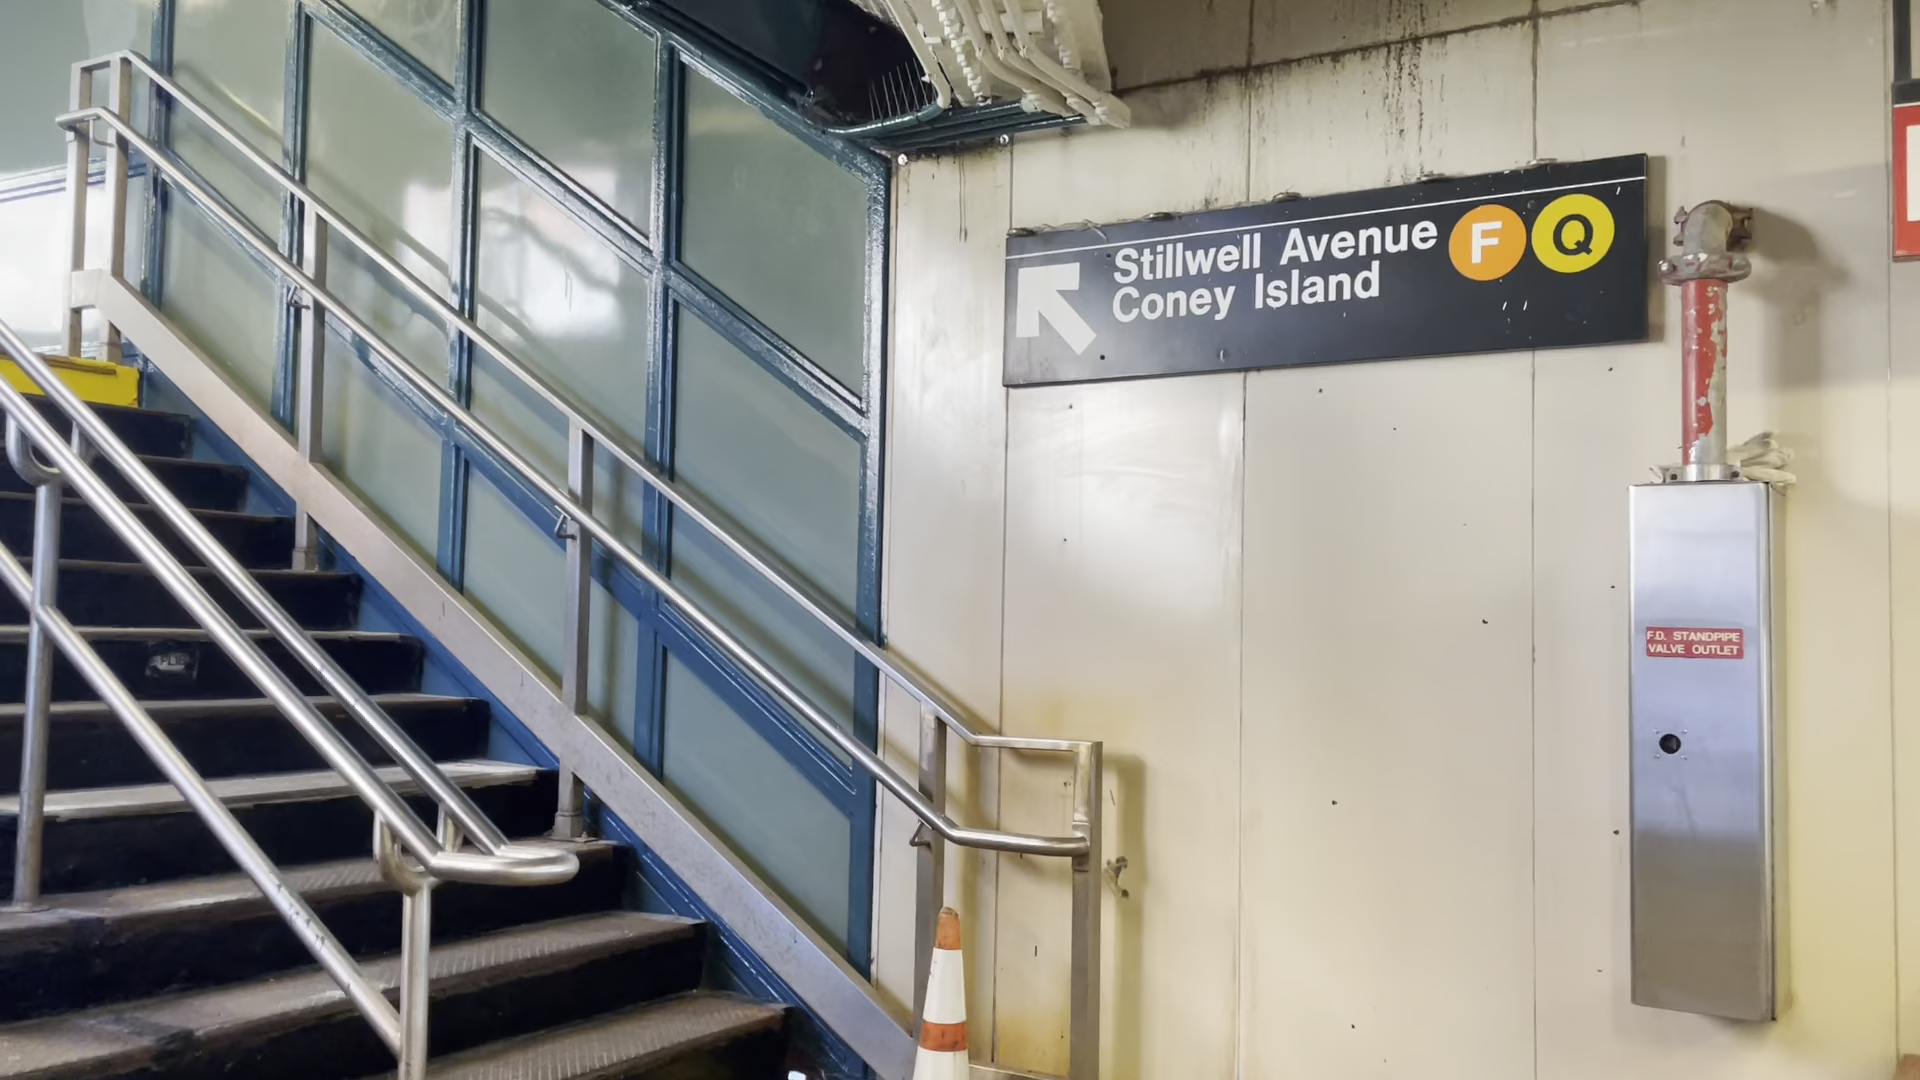 Stillwell Avenue F Q
Coney Island
F.D. STANDPIPE
VALVE OUTLET